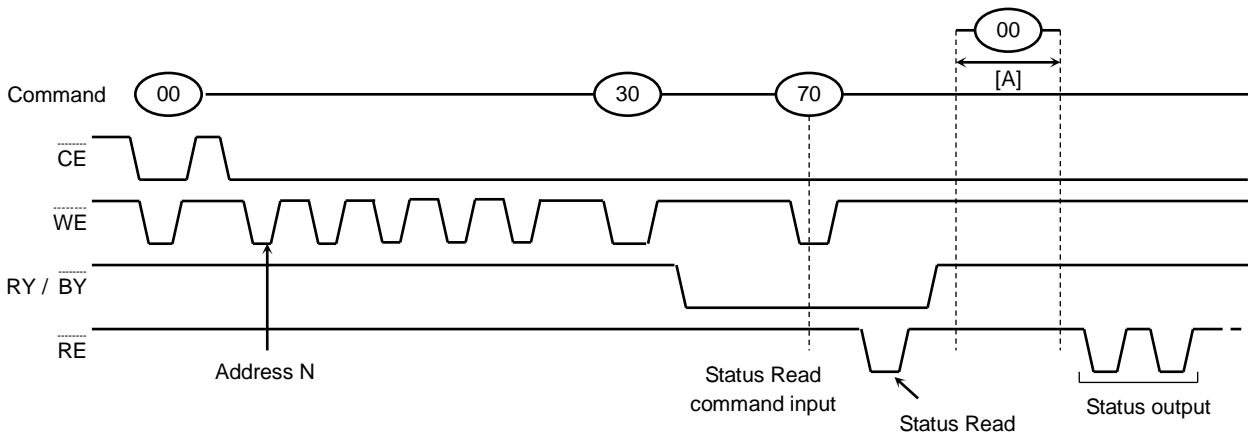 00
[A]
Command 00 30 70
CE
WE
RY / BY
RE
Address N
Status Read
command input
Status Read
Status output